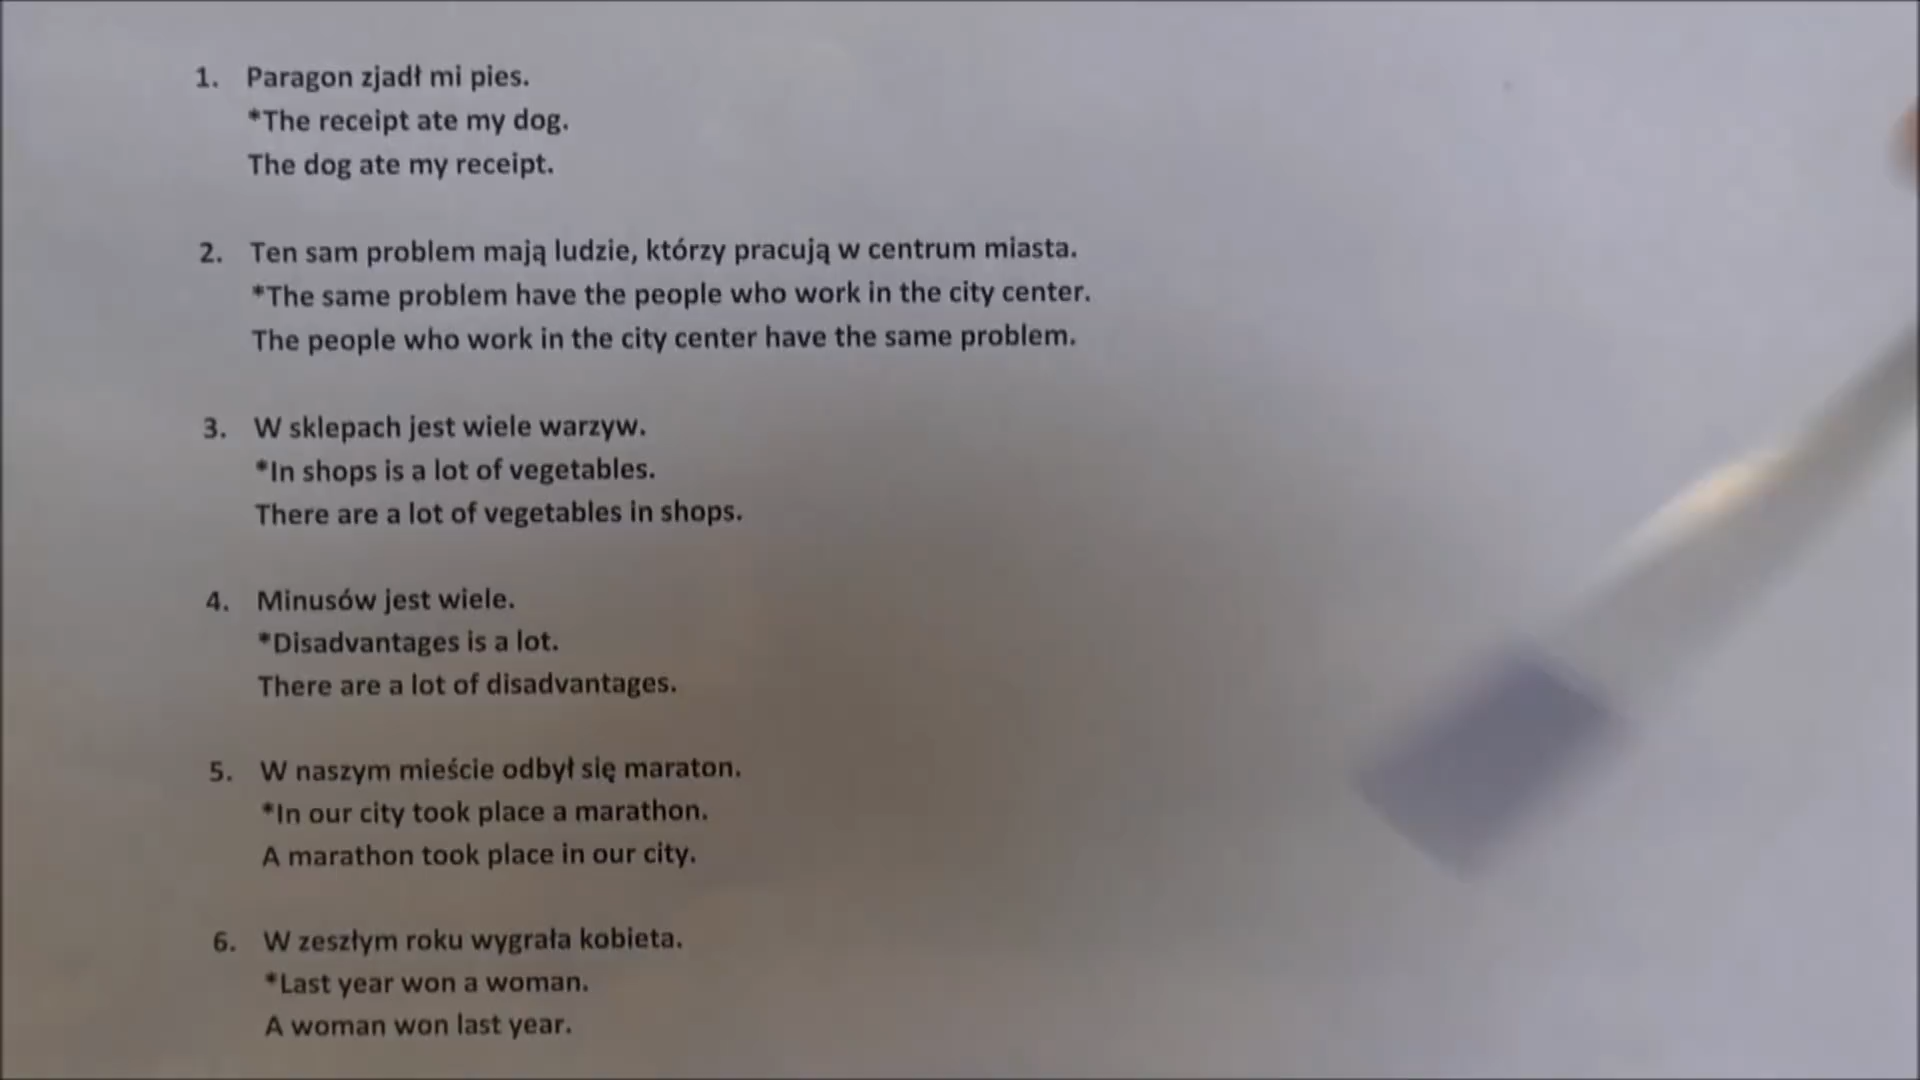 1. Paragon zjadł mi pies.
*The receipt ate my dog.
The dog ate my receipt.
2. Ten sam problem mają ludzie, którzy pracują w centrum miasta.
*The same problem have the people who work in the city center.
The people who work in the city center have the same problem.
3. W sklepach jest wiele warzyw.
*In shops is a lot of vegetables.
There are a lot of vegetables in shops.
4. Minusów jest wiele.
*Disadvantages is a lot.
There are a lot of disadvantages.
5. W naszym mieście odbył się maraton.
*In our city took place a marathon.
A marathon took place in our city.
6. W zeszłym roku wygrała kobieta.
*Last year won a woman.
A woman won last year.